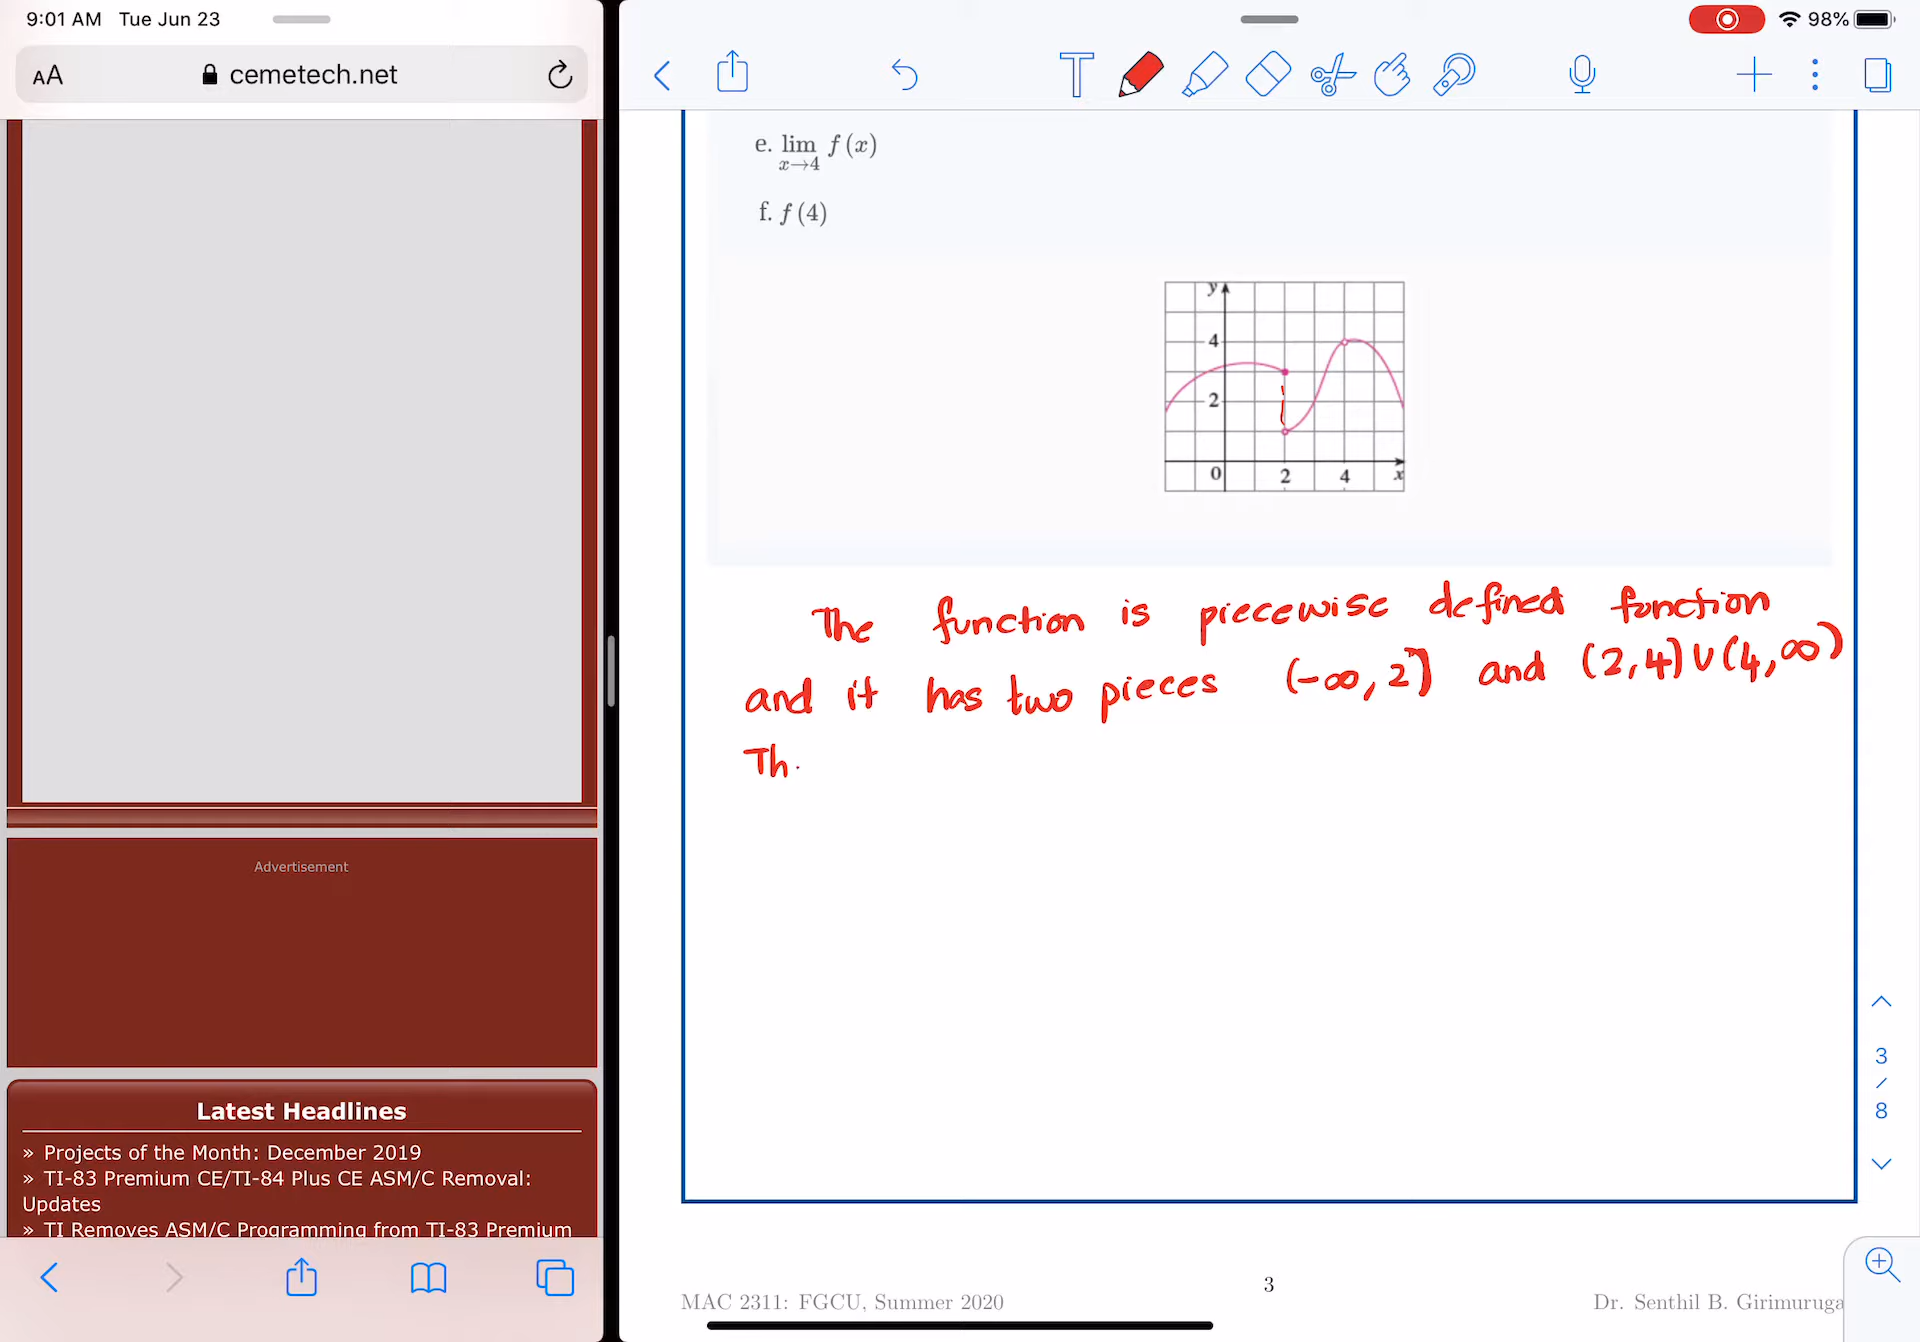 9:01 AM Tue Jun 23
98%
AA cemetech.net
Advertisement
Latest Headlines
» Projects of the Month: December 2019
» TI-83 Premium CE/TI-84 Plus CE ASM/C Removal:
Updates
» TI Removes ASM/C Programming from TI-83 Premium
T
e. lim f(x)
x→4
f. f(4)
y
4
2
0 2 4 x
The function is piecewise defined function
and it has two pieces (-∞, 2] and (2,4)∪(4,∞)
Th.
3
/
8
3
MAC 2311: FGCU, Summer 2020
Dr. Senthil B. Girimuruga